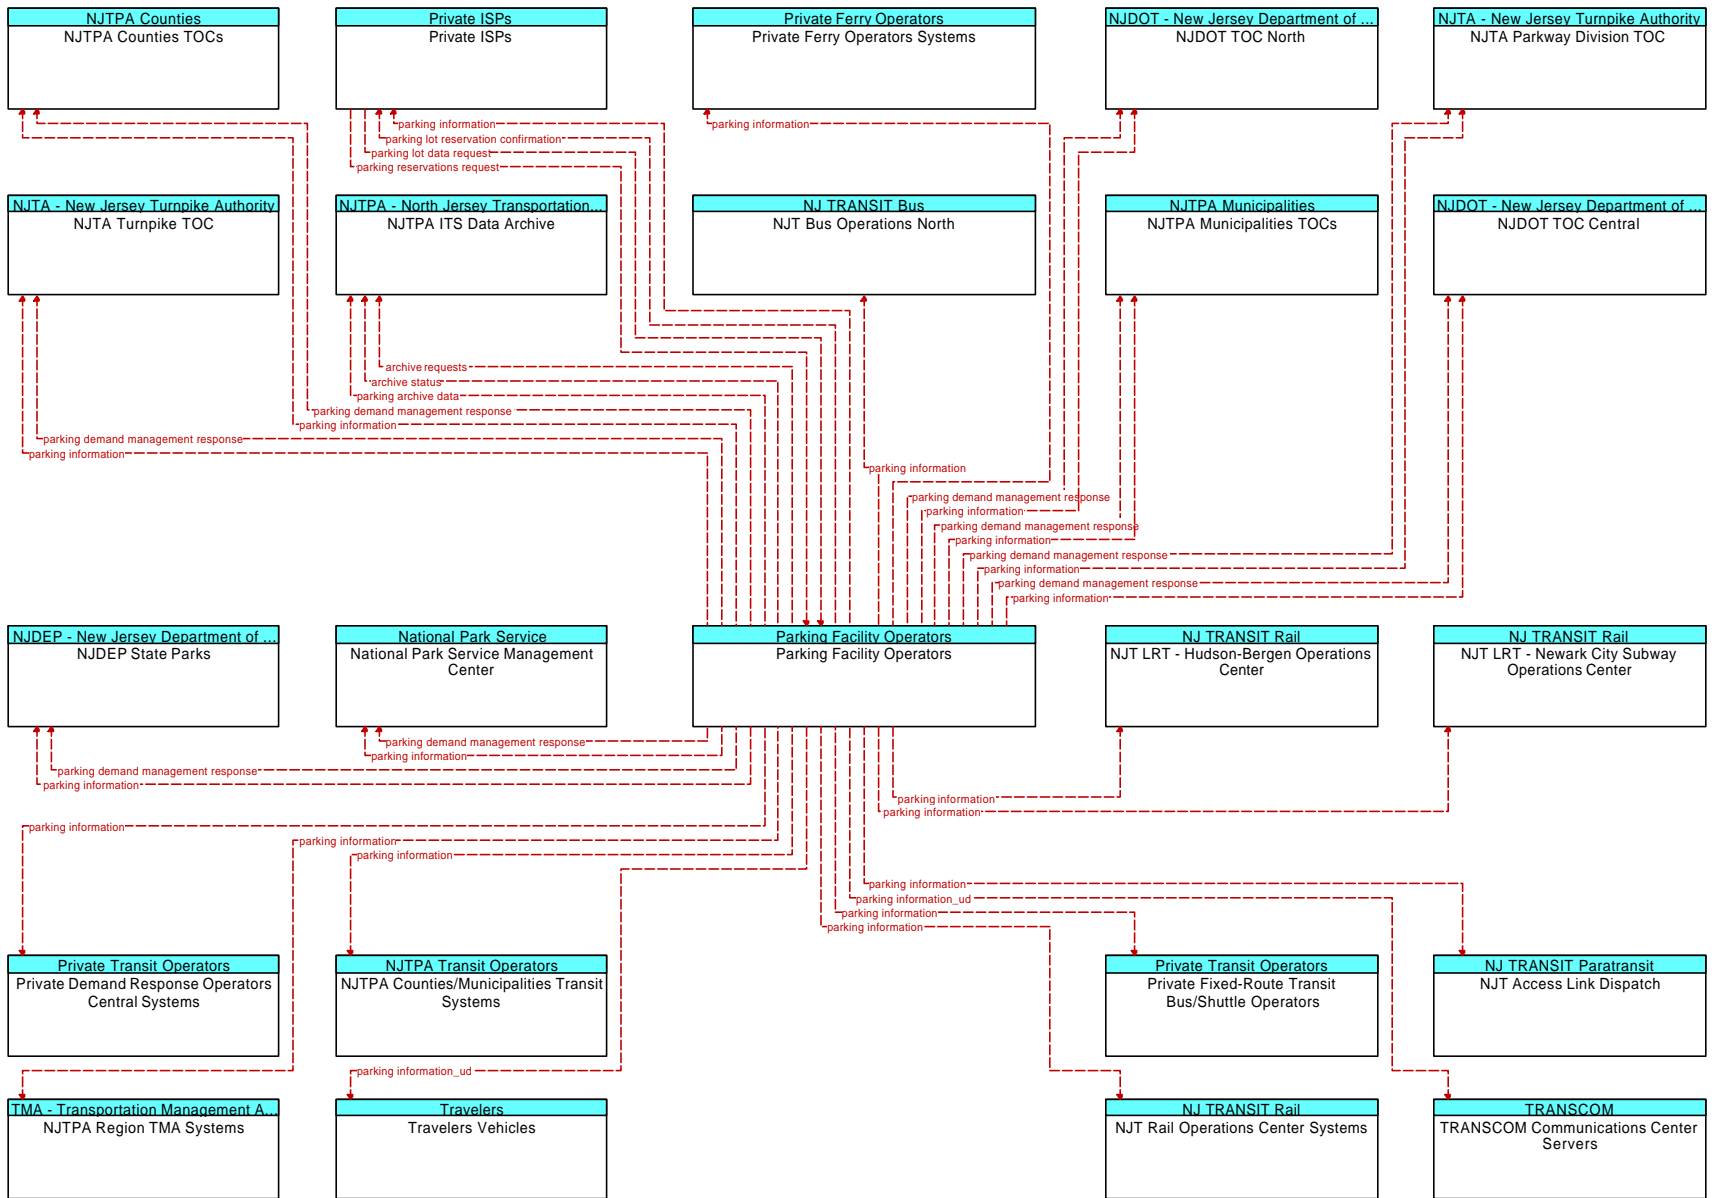 NJTPA Counties
NJTPA Counties TOCs
Private ISPs
Private ISPs
Private Ferry Operators
Private Ferry Operators Systems
NJDOT - New Jersey Department of ...
NJDOT TOC North
NJTA - New Jersey Turnpike Authority
NJTA Parkway Division TOC
parking information
parking lot reservation confirmation
parking lot data request
parking reservations request
parking information
NJTA - New Jersey Turnpike Authority
NJTA Turnpike TOC
NJTPA - North Jersey Transportation...
NJTPA ITS Data Archive
NJ TRANSIT Bus
NJT Bus Operations North
NJTPA Municipalities
NJTPA Municipalities TOCs
NJDOT - New Jersey Department of ...
NJDOT TOC Central
archive requests
archive status
parking archive data
parking demand management response
parking information
parking demand management response
parking information
parking information
parking demand management response
parking information
parking demand management response
parking information
parking demand management response
parking information
parking demand management response
parking information
NJDEP - New Jersey Department of ...
NJDEP State Parks
National Park Service
National Park Service Management
Center
Parking Facility Operators
Parking Facility Operators
NJ TRANSIT Rail
NJT LRT - Hudson-Bergen Operations
Center
NJ TRANSIT Rail
NJT LRT - Newark City Subway
Operations Center
parking demand management response
parking information
parking demand management response
parking information
parking information
parking information
parking information
parking information
parking information
parking information
parking information_ud
parking information
parking information
Private Transit Operators
Private Demand Response Operators
Central Systems
NJTPA Transit Operators
NJTPA Counties/Municipalities Transit
Systems
Private Transit Operators
Private Fixed-Route Transit
Bus/Shuttle Operators
NJ TRANSIT Paratransit
NJT Access Link Dispatch
parking information_ud
TMA - Transportation Management A...
NJTPA Region TMA Systems
Travelers
Travelers Vehicles
NJ TRANSIT Rail
NJT Rail Operations Center Systems
TRANSCOM
TRANSCOM Communications Center
Servers